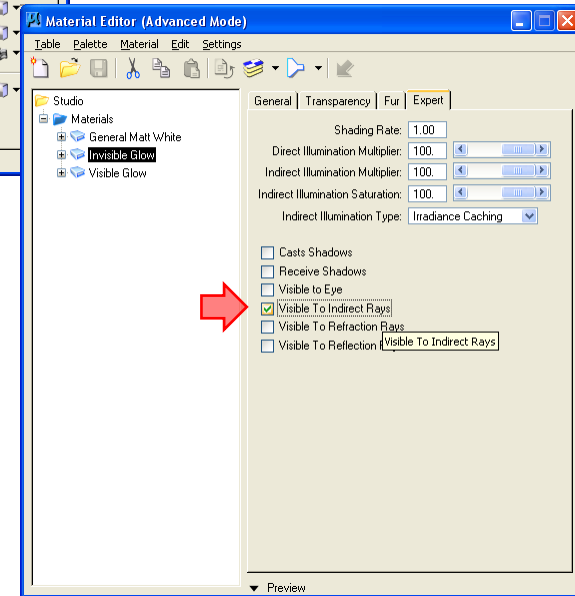 Material Editor (Advanced Mode)
Table Palette Material Edit Settings
Studio
Materials
General Matt White
Invisible Glow
Visible Glow
General Transparency Fur Expert
Shading Rate: 1.00
Direct Illumination Multiplier: 100.
Indirect Illumination Multiplier: 100.
Indirect Illumination Saturation: 100.
Indirect Illumination Type: Irradiance Caching
Casts Shadows
Receive Shadows
Visible to Eye
Visible To Indirect Rays
Visible To Refraction Rays
Visible To Reflection
Visible To Indirect Rays
Preview